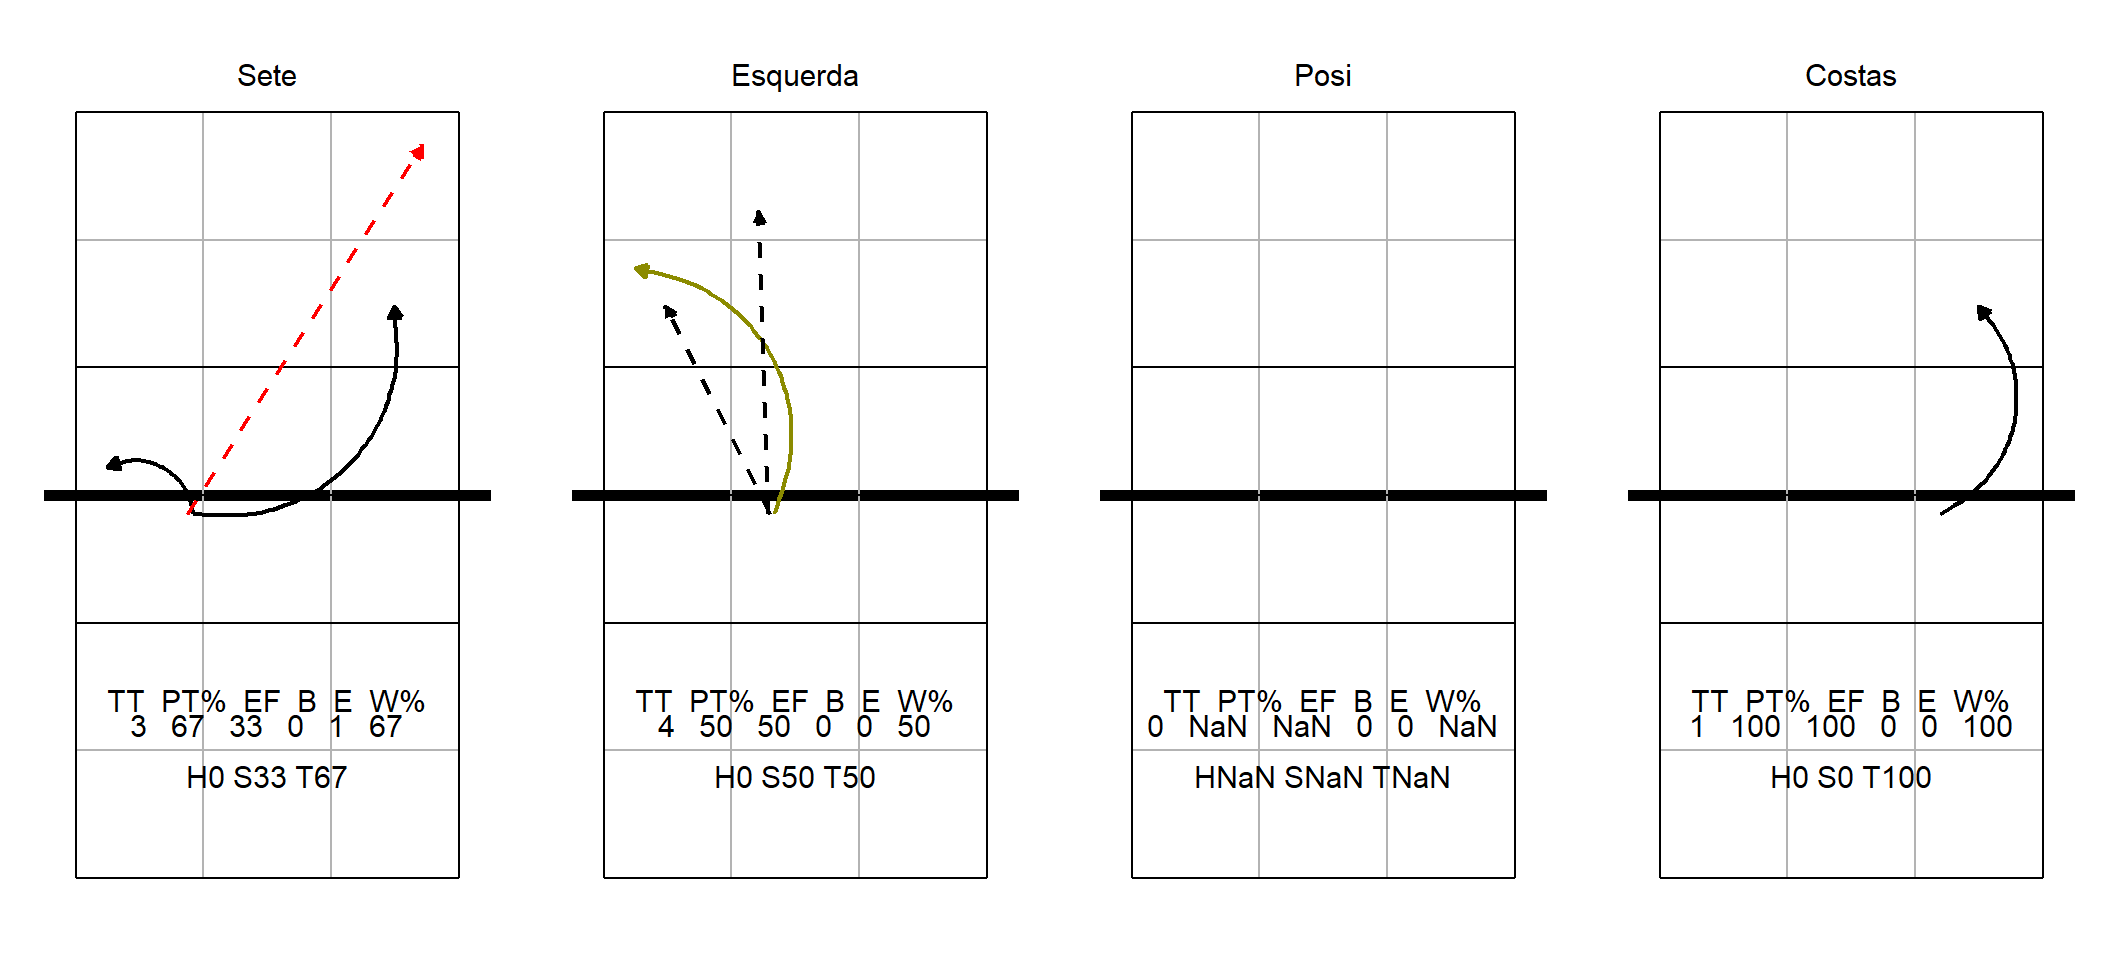 Sete
TT PT% EF B E W%
3 67 33 0 1 67
H0 S33 T67
Esquerda
TT PT% EF B E W%
4 50 50 0 0 50
H0 S50 T50
Posi
TT PT% EF B E W%
0 NaN NaN 0 0 NaN
HNaN SNaN TNaN
Costas
TT PT% EF B E W%
1 100 100 0 0 100
H0 S0 T100